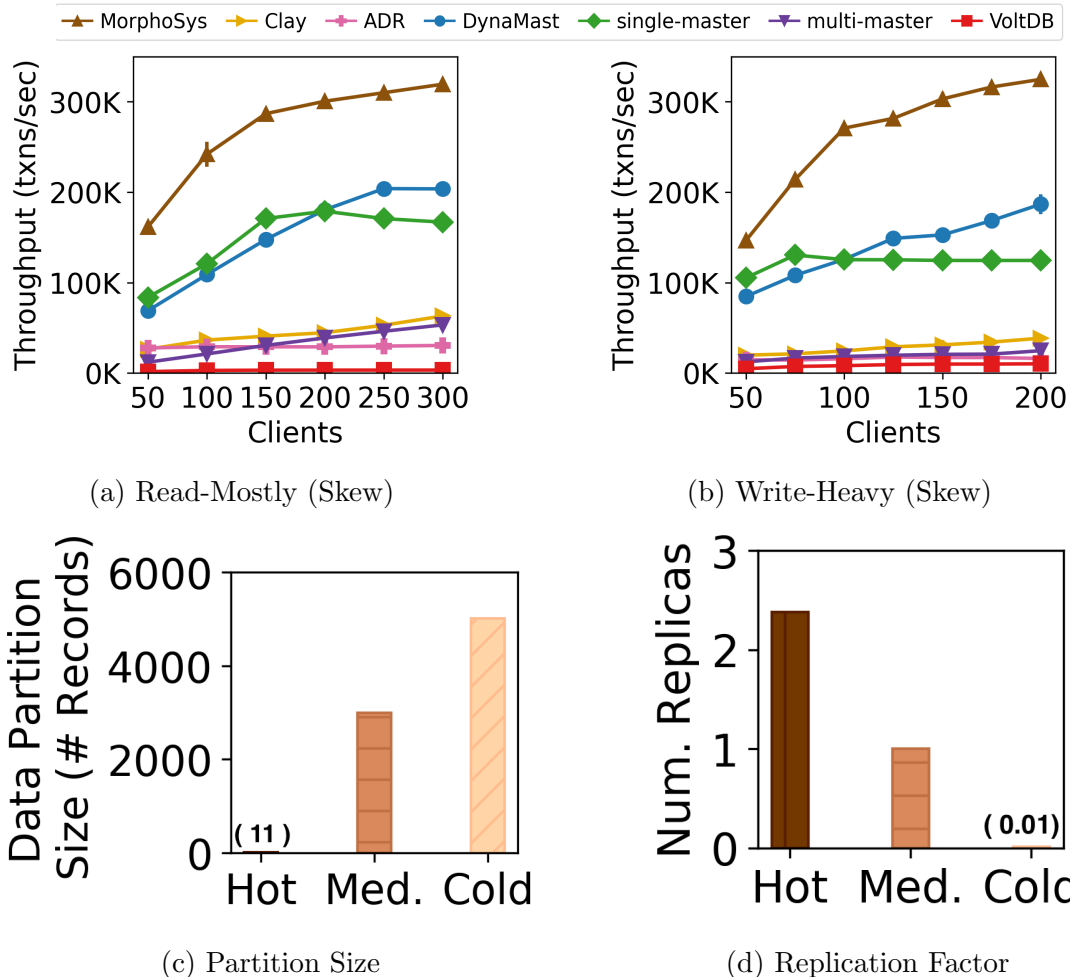 MorphoSys Clay ADR DynaMast single-master multi-master VoltDB
Throughput (txns/sec)
300K
200K
100K
0K
50 100 150 200 250 300
Clients
(a) Read-Mostly (Skew)
Throughput (txns/sec)
300K
200K
100K
0K
50 100 150 200
Clients
(b) Write-Heavy (Skew)
Data Partition
Size (# Records)
6000
4000
2000
0
( 11 )
Hot Med. Cold
(c) Partition Size
Num. Replicas
3
2
1
0
( 0.01)
Hot Med. Cold
(d) Replication Factor